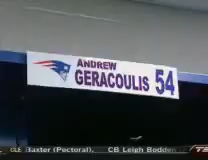 ANDREW
GERACOULIS 54
Baxter (Pectoral), CB Leigh Bodden